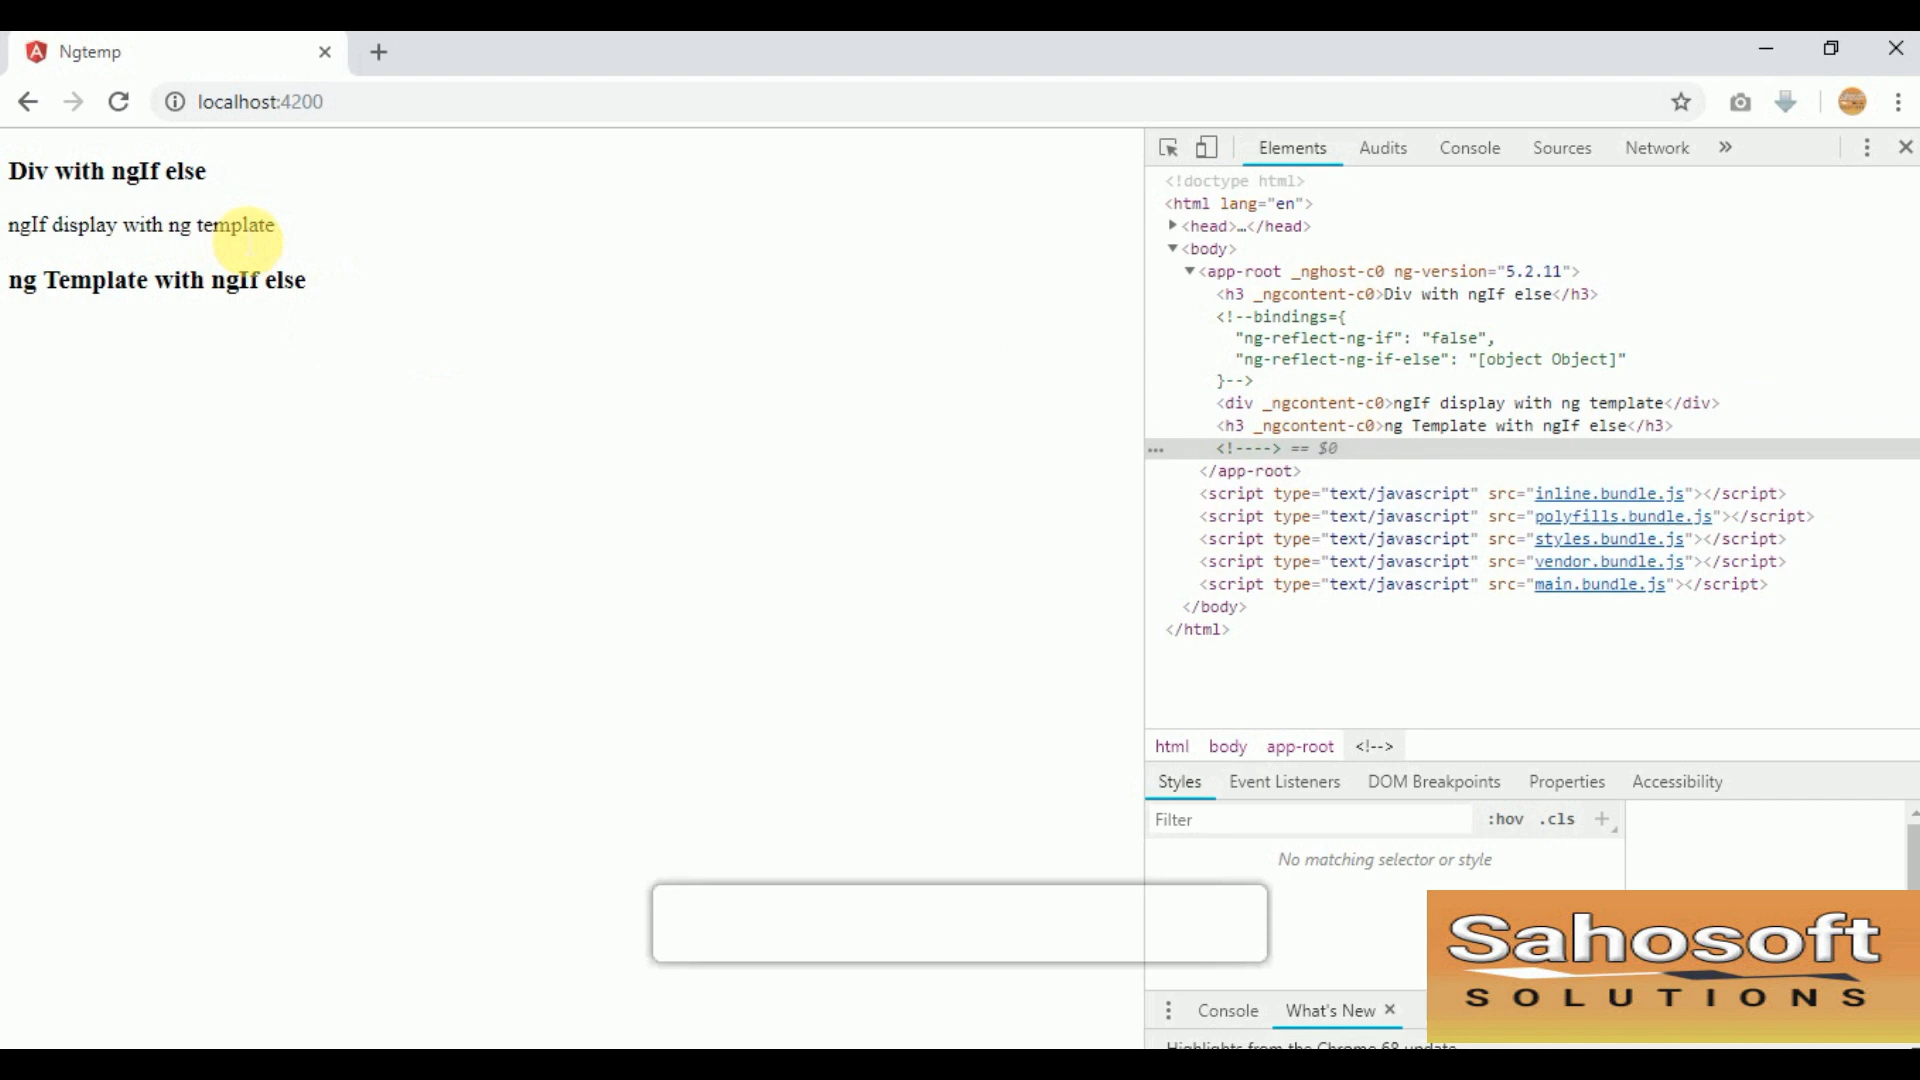 Ngtemp
localhost:4200
Div with ngIf else
ngIf display with ng template
ng Template with ngIf else
Elements Audits Console Sources Network »
<!doctype html>
<html lang="en">
<head>…</head>
<body>
<app-root _nghost-c0 ng-version="5.2.11">
<h3 _ngcontent-c0>Div with ngIf else</h3>
<!--bindings={
"ng-reflect-ng-if": "false",
"ng-reflect-ng-if-else": "[object Object]"
}-->
<div _ngcontent-c0>ngIf display with ng template</div>
<h3 _ngcontent-c0>ng Template with ngIf else</h3>
... <!----> == $0
</app-root>
<script type="text/javascript" src="inline.bundle.js"></script>
<script type="text/javascript" src="polyfills.bundle.js"></script>
<script type="text/javascript" src="styles.bundle.js"></script>
<script type="text/javascript" src="vendor.bundle.js"></script>
<script type="text/javascript" src="main.bundle.js"></script>
</body>
</html>
html body app-root <!-->
Styles Event Listeners DOM Breakpoints Properties Accessibility
Filter :hov .cls +
No matching selector or style
Console What's New
Highlights from the Chrome 68 update
Sahosoft
SOLUTIONS